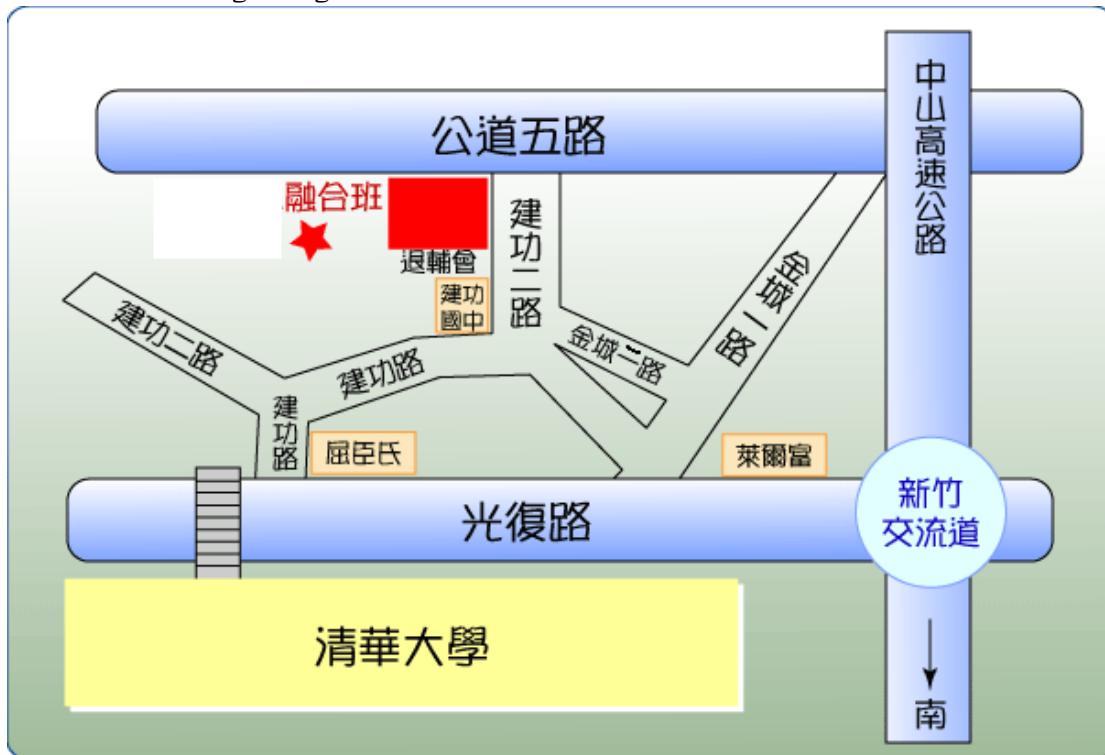 公道五路
中山高速公路
融合班
退輔會
建功
國中
建功二路
金城一路
金城二路
建功二路
建功路
建功路
屈臣氏
萊爾富
光復路
新竹
交流道
清華大學
南